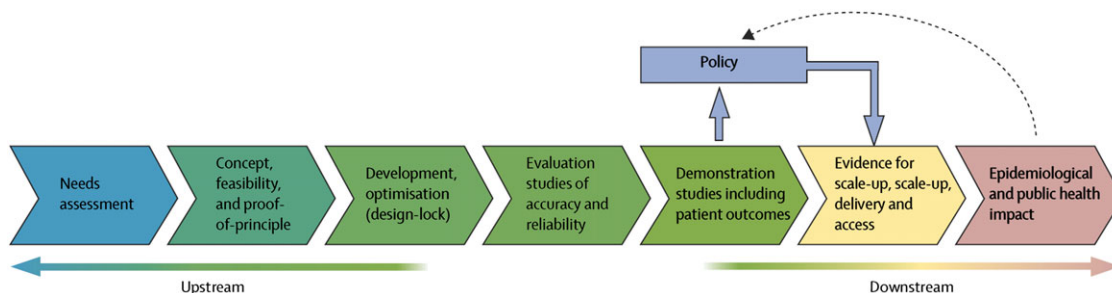 Policy
Needs
assessment
Concept,
feasibility,
and proof-
of-principle
Development,
optimisation
(design-lock)
Evaluation
studies of
accuracy and
reliability
Demonstration
studies including
patient outcomes
Evidence for
scale-up, scale-up,
delivery and
access
Epidemiological
and public health
impact
Upstream
Downstream